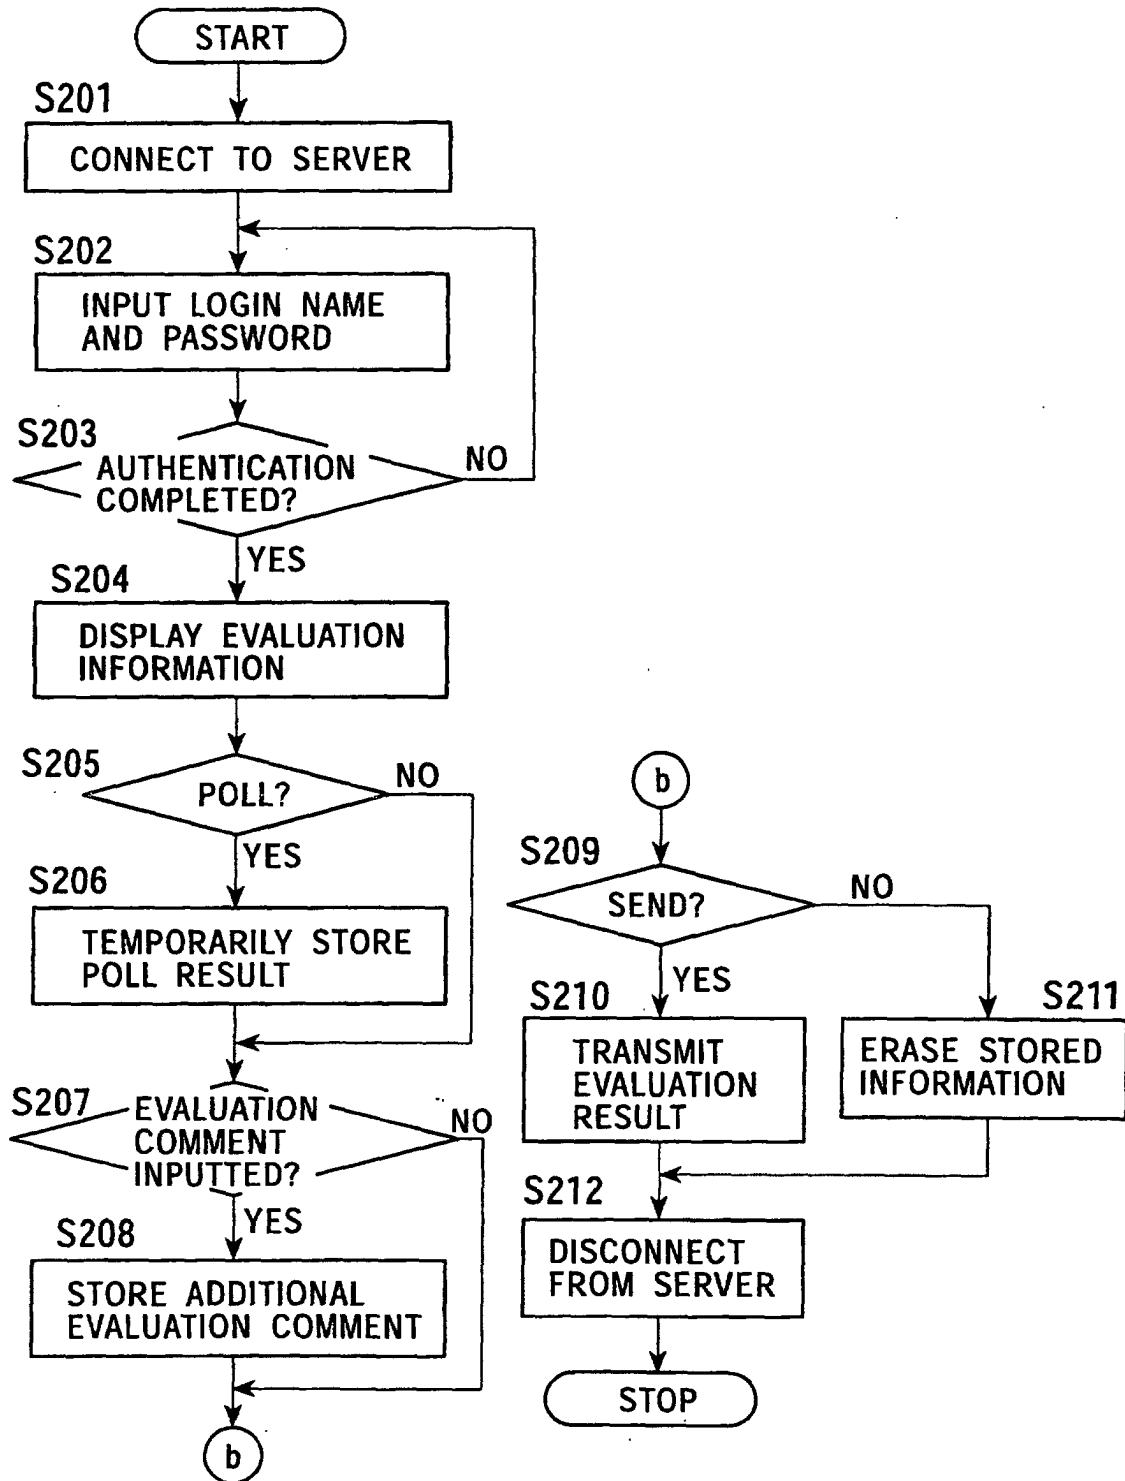 START
S201
CONNECT TO SERVER
S202
INPUT LOGIN NAME
AND PASSWORD
S203
AUTHENTICATION
COMPLETED?
NO
YES
S204
DISPLAY EVALUATION
INFORMATION
S205
POLL?
NO
YES
S206
TEMPORARILY STORE
POLL RESULT
S207
EVALUATION
COMMENT
INPUTTED?
NO
YES
S208
STORE ADDITIONAL
EVALUATION COMMENT
b
b
S209
SEND?
NO
YES
S210
TRANSMIT
EVALUATION
RESULT
S211
ERASE STORED
INFORMATION
S212
DISCONNECT
FROM SERVER
STOP